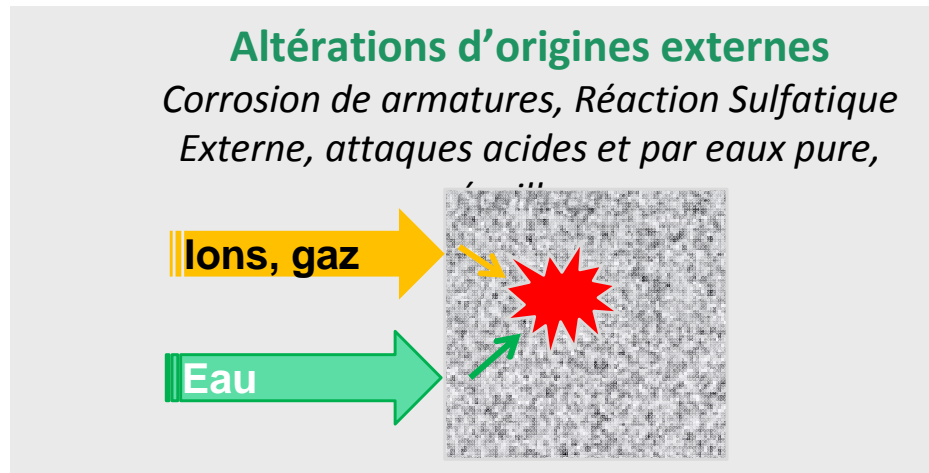 Altérations d’origines externes
Corrosion de armatures, Réaction Sulfatique
Externe, attaques acides et par eaux pure,
Ions, gaz
Eau